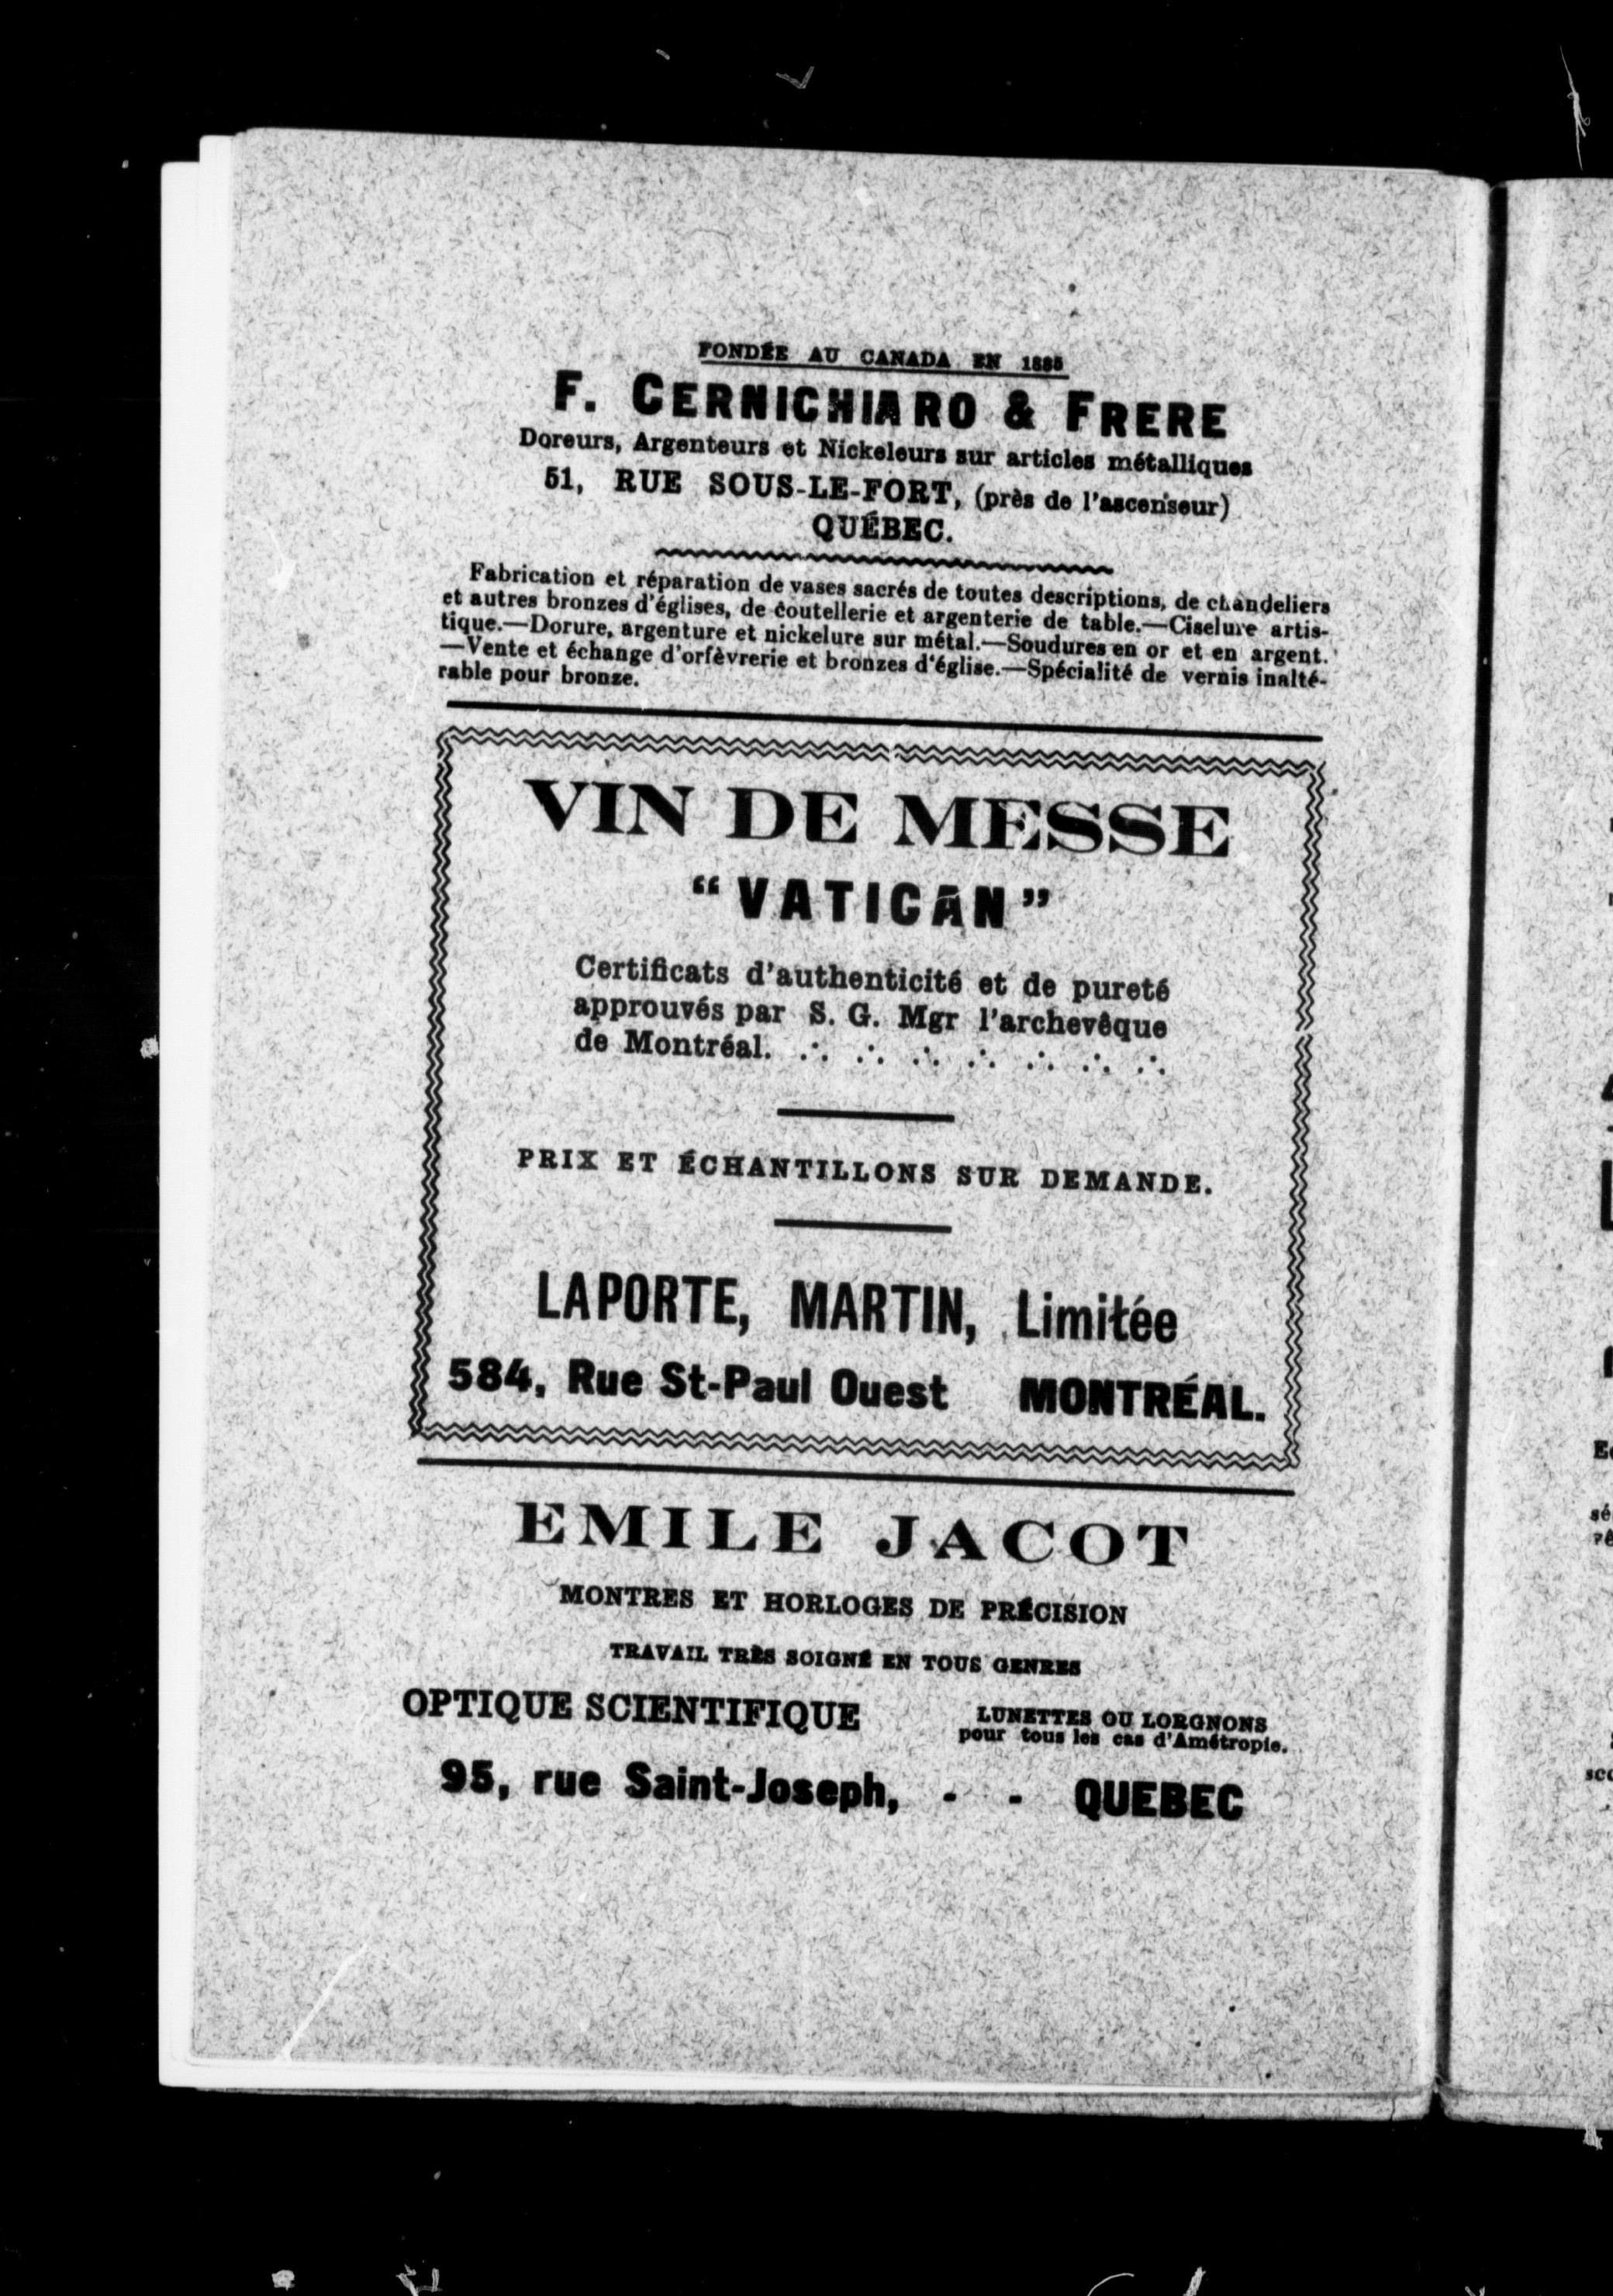 FONDÉE AU CANADA EN 1885
F. CERNICHIARO & FRERE
Doreurs, Argenteurs et Nickeleurs sur articles métalliques
51, RUE SOUS-LE-FORT, (près de l'ascenseur)
QUÉBEC.
Fabrication et réparation de vases sacrés de toutes descriptions, de chandeliers
et autres bronzes d'églises, de coutellerie et argenterie de table.—Ciselure artis-
tique.—Dorure, argenture et nickelure sur métal.—Soudures en or et en argent.
—Vente et échange d'orfèvrerie et bronzes d'église.—Spécialité de vernis inalté-
rable pour bronze.
VIN DE MESSE
“VATICAN”
Certificats d'authenticité et de pureté
approuvés par S. G. Mgr l'archevêque
de Montréal. ∴ ∴ ∴ ∴ ∴ ∴ ∴
PRIX ET ÉCHANTILLONS SUR DEMANDE.
LAPORTE, MARTIN, Limitée
584, Rue St-Paul Ouest MONTRÉAL.
EMILE JACOT
MONTRES ET HORLOGES DE PRÉCISION
TRAVAIL TRÈS SOIGNÉ EN TOUS GENRES
OPTIQUE SCIENTIFIQUE
LUNETTES OU LORGNONS
pour tous les cas d'Amétropie.
95, rue Saint-Joseph, - - QUEBEC